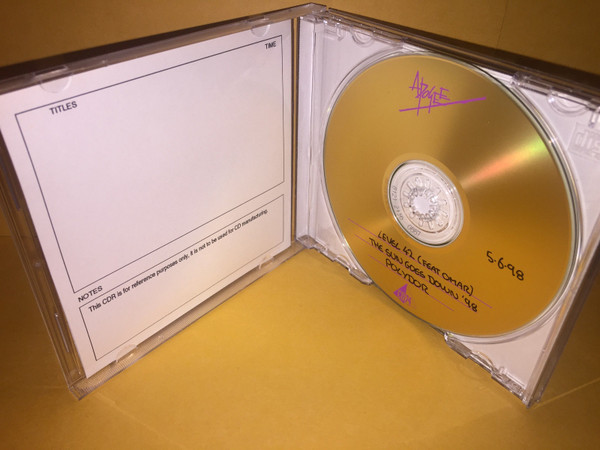 TITLES
TIME
NOTES
This CDR is for reference purposes only, it is not to be used for CD manufacturing.
APOGEE
LEVEL 42 (FEAT OMAR)
THE SUN GOES DOWN '98
POLYDOR
5·6·98